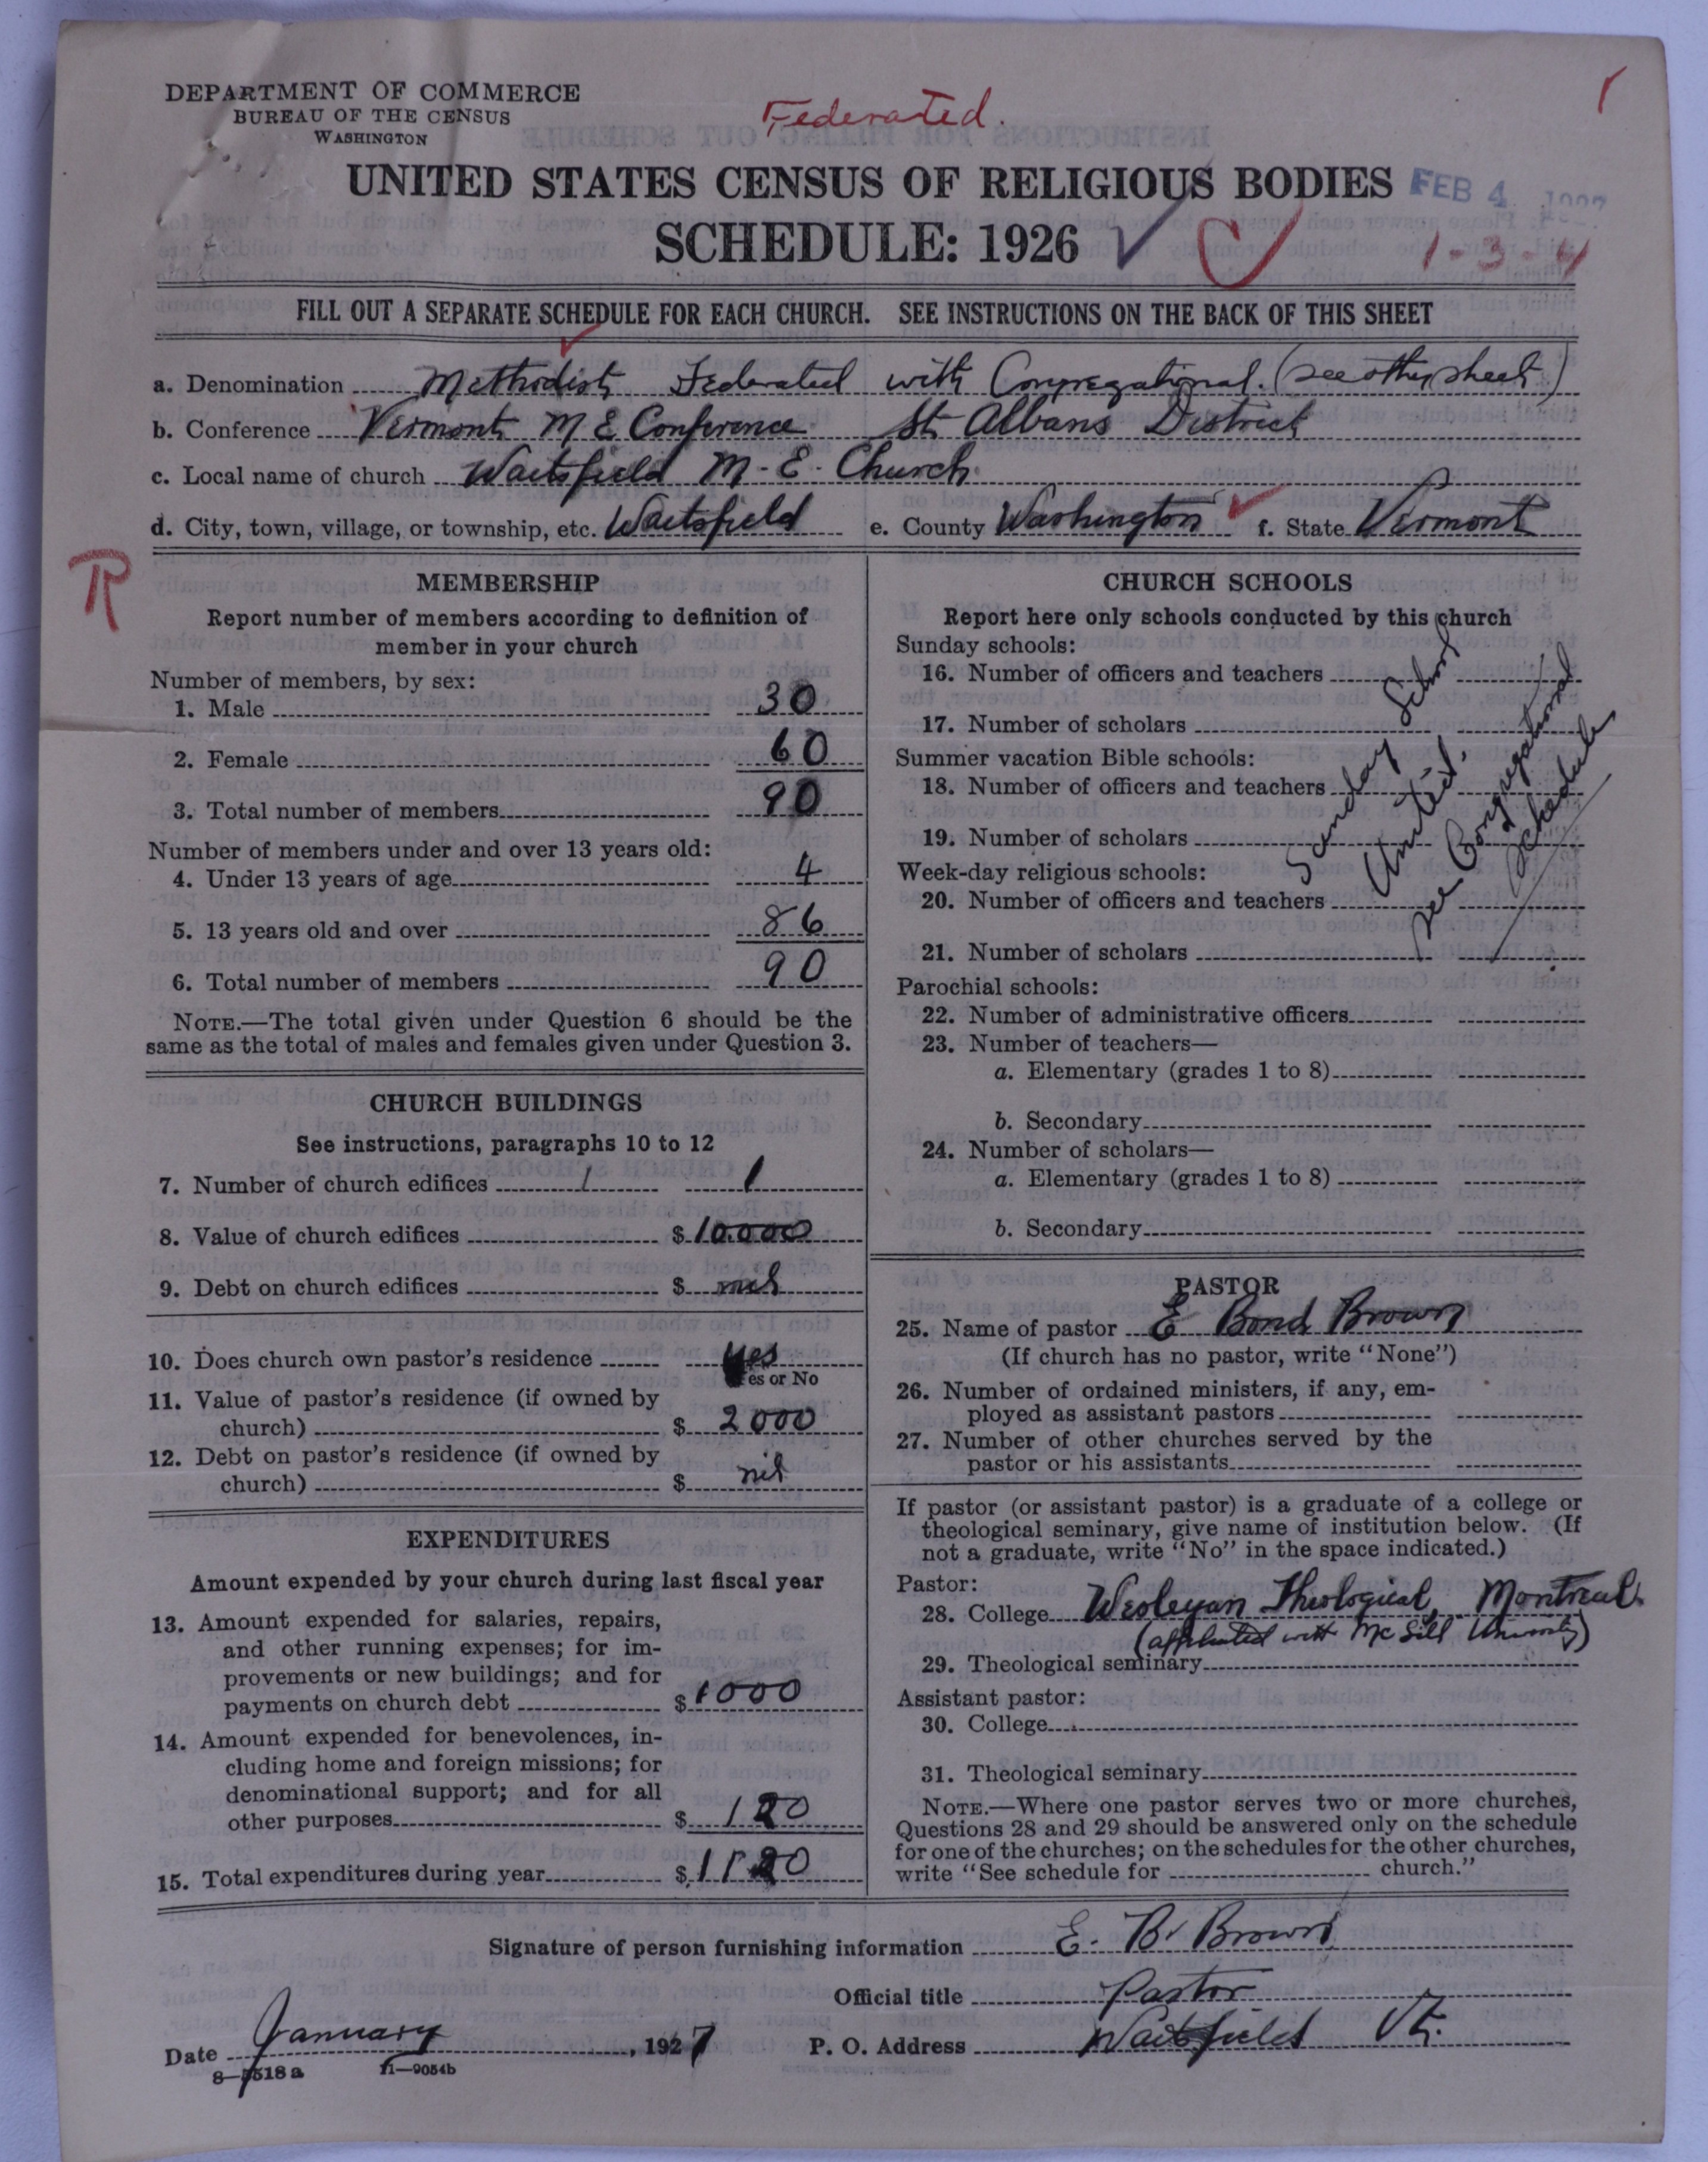 DEPARTMENT OF COMMERCE
BUREAU OF THE CENSUS
WASHINGTON
Federated.
UNITED STATES CENSUS OF RELIGIOUS BODIES
FEB 4 1927
SCHEDULE: 1926
1-3-4
FILL OUT A SEPARATE SCHEDULE FOR EACH CHURCH. SEE INSTRUCTIONS ON THE BACK OF THIS SHEET
a. Denomination Methodist Federated with Congregational. (see other sheet)
b. Conference Vermont M E Conference St Albans District
c. Local name of church Waitsfield M-E-Church
d. City, town, village, or township, etc. Waitsfield e. County Washington f. State Vermont
R
MEMBERSHIP
Report number of members according to definition of
member in your church
Number of members, by sex:
1. Male 30
2. Female 60
3. Total number of members 90
Number of members under and over 13 years old:
4. Under 13 years of age 4
5. 13 years old and over 86
6. Total number of members 90
NOTE.—The total given under Question 6 should be the
same as the total of males and females given under Question 3.
CHURCH BUILDINGS
See instructions, paragraphs 10 to 12
7. Number of church edifices 1 1
8. Value of church edifices $ 10.000
9. Debt on church edifices $ nil
10. Does church own pastor's residence yes
es or No
11. Value of pastor's residence (if owned by
church) $ 2000
12. Debt on pastor's residence (if owned by
church) $ nil
EXPENDITURES
Amount expended by your church during last fiscal year
13. Amount expended for salaries, repairs,
and other running expenses; for im-
provements or new buildings; and for
payments on church debt $ 1000
14. Amount expended for benevolences, in-
cluding home and foreign missions; for
denominational support; and for all
other purposes $ 120
15. Total expenditures during year $ 1120
CHURCH SCHOOLS
Report here only schools conducted by this church
Sunday schools:
16. Number of officers and teachers
17. Number of scholars
Summer vacation Bible schools:
18. Number of officers and teachers
19. Number of scholars
Week-day religious schools:
20. Number of officers and teachers
21. Number of scholars
Sunday School
United.
see Congregational
Schedule
Parochial schools:
22. Number of administrative officers
23. Number of teachers—
a. Elementary (grades 1 to 8)
b. Secondary
24. Number of scholars—
a. Elementary (grades 1 to 8)
b. Secondary
PASTOR
25. Name of pastor E Bond Brown
(If church has no pastor, write "None")
26. Number of ordained ministers, if any, em-
ployed as assistant pastors
27. Number of other churches served by the
pastor or his assistants
If pastor (or assistant pastor) is a graduate of a college or
theological seminary, give name of institution below. (If
not a graduate, write "No" in the space indicated.)
Pastor:
28. College Wesleyan Theological, Montreal.
(affiliated with McGill University)
29. Theological seminary
Assistant pastor:
30. College
31. Theological seminary
NOTE.—Where one pastor serves two or more churches,
Questions 28 and 29 should be answered only on the schedule
for one of the churches; on the schedules for the other churches,
write "See schedule for church."
Signature of person furnishing information E. B. Brown
Official title Pastor
Date January, 1927 P. O. Address Waitsfield Vt.
8—5518a 11—9054b